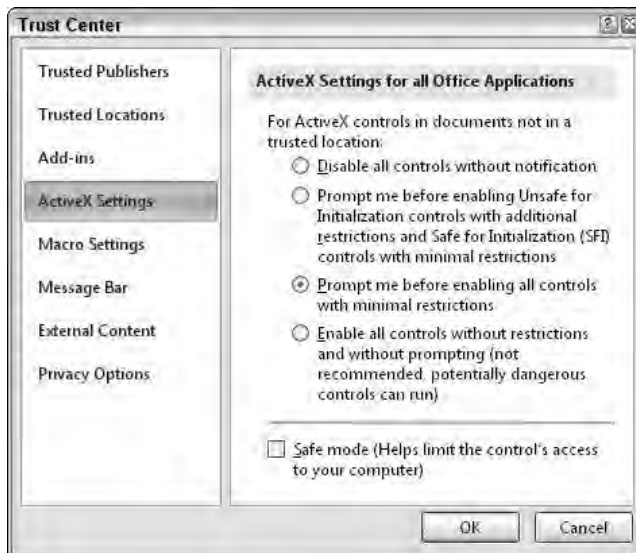 Trust Center
Trusted Publishers
Trusted Locations
Add-ins
ActiveX Settings
Macro Settings
Message Bar
External Content
Privacy Options
ActiveX Settings for all Office Applications
For ActiveX controls in documents not in a
trusted location:
Disable all controls without notification
Prompt me before enabling Unsafe for
Initialization controls with additional
restrictions and Safe for Initialization (SFI)
controls with minimal restrictions
Prompt me before enabling all controls
with minimal restrictions
Enable all controls without restrictions
and without prompting (not
recommended, potentially dangerous
controls can run)
Safe mode (Helps limit the control's access
to your computer)
OK
Cancel